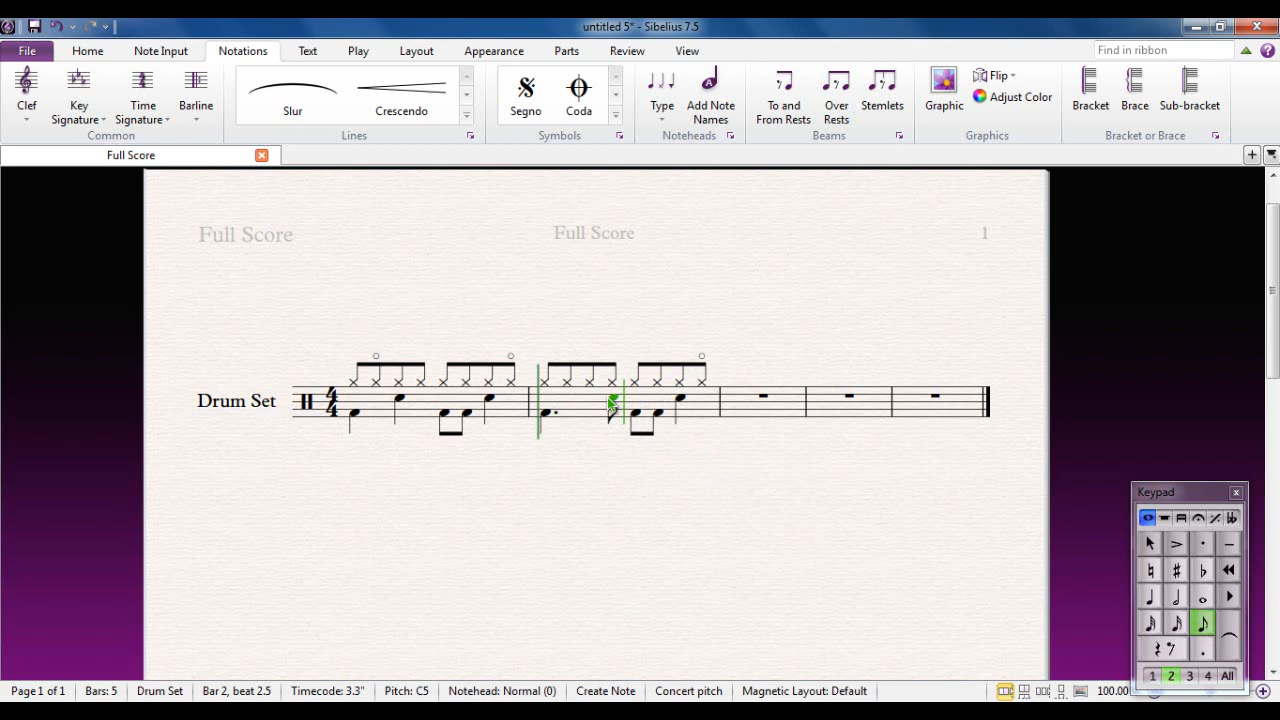 untitled 5* - Sibelius 7.5
File Home Note Input Notations Text Play Layout Appearance Parts Review View Find in ribbon
Clef Key Signature Time Signature Barline
Common
Slur Crescendo
Lines
Segno Coda
Symbols
Type Add Note Names
Noteheads
To and From Rests Over Rests Stemlets
Beams
Graphic Flip Adjust Color
Graphics
Bracket Brace Sub-bracket
Bracket or Brace
Full Score
Full Score Full Score 1
Drum Set 4 4
Keypad
1 2 3 4 All
Page 1 of 1 Bars: 5 Drum Set Bar 2, beat 2.5 Timecode: 3.3" Pitch: C5 Notehead: Normal (0) Create Note Concert pitch Magnetic Layout: Default 100.00